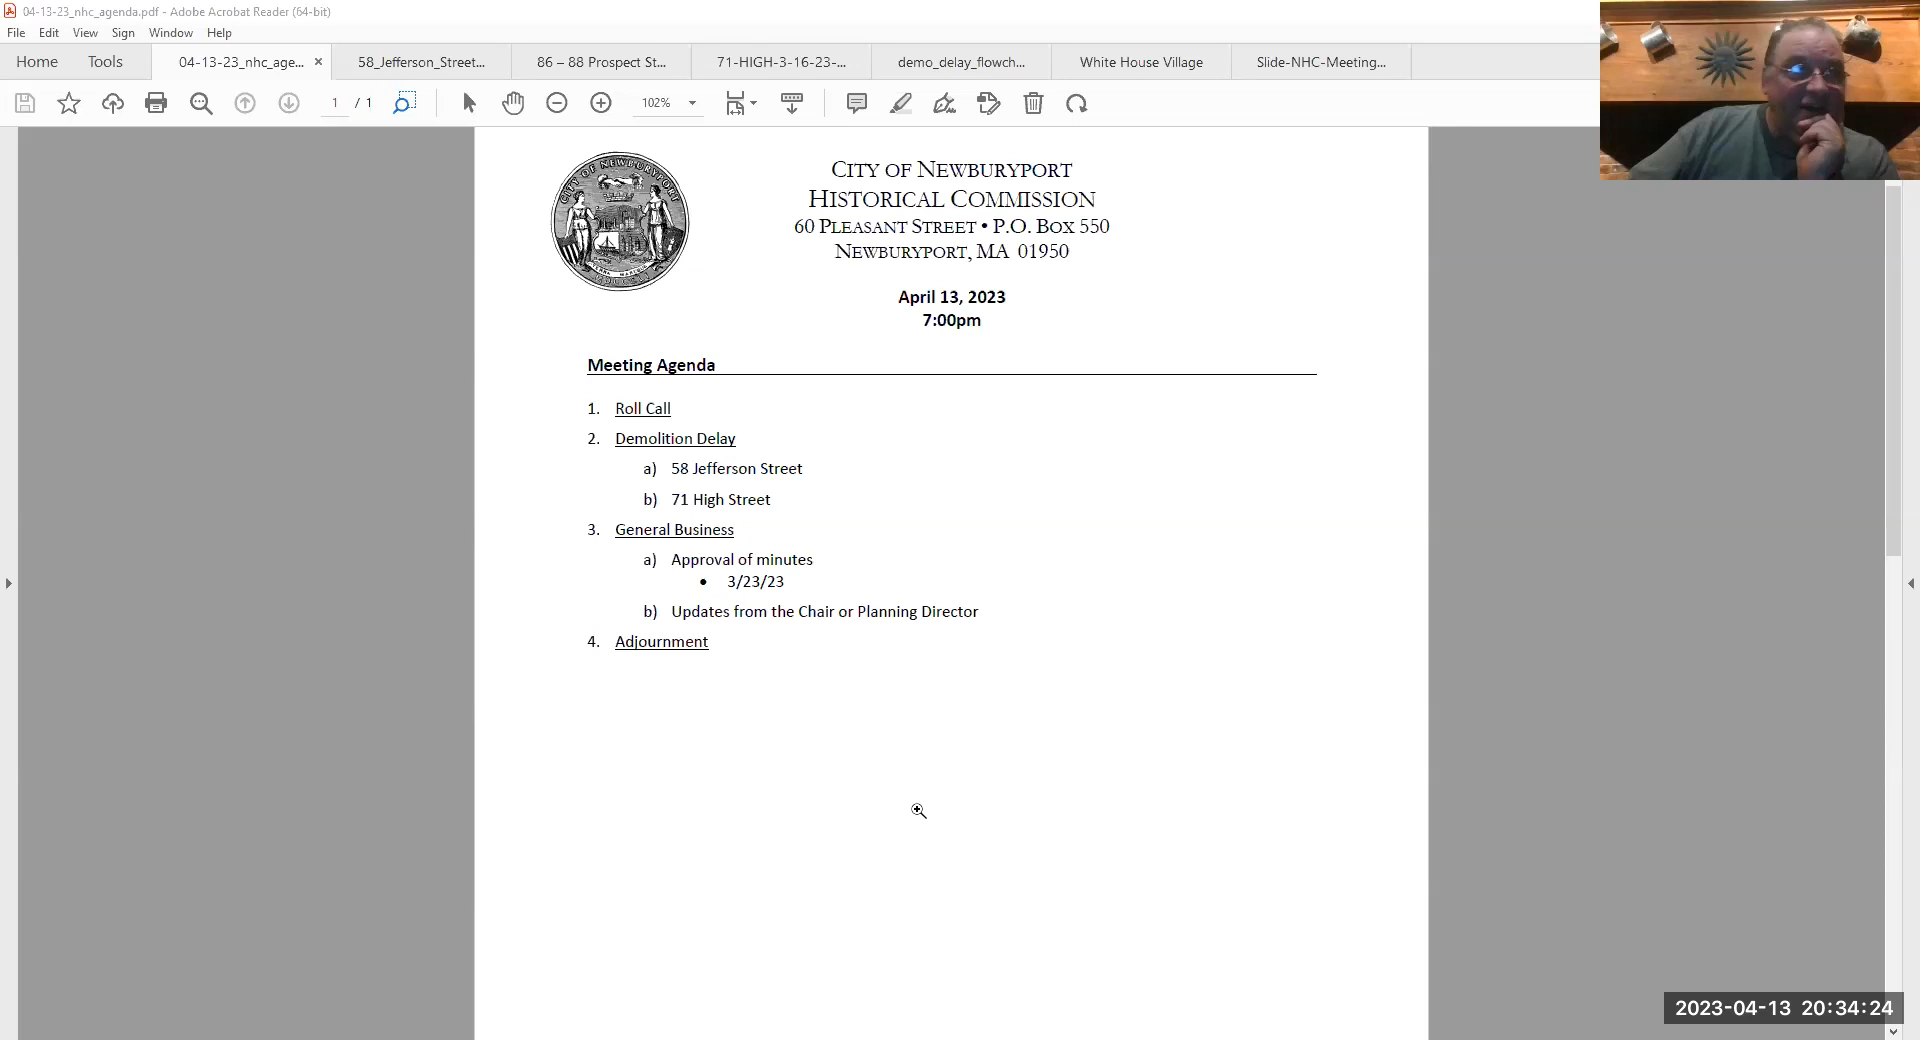 04-13-23_nhc_agenda.pdf - Adobe Acrobat Reader (64-bit)
File Edit View Sign Window Help
Home Tools 04-13-23_nhc_age... × 58_Jefferson_Street... 86 – 88 Prospect St... 71-HIGH-3-16-23-... demo_delay_flowch... White House Village Slide-NHC-Meeting...
1 / 1 102%
CITY OF NEWBURYPORT
CITY OF NEWBURYPORT
HISTORICAL COMMISSION
60 PLEASANT STREET • P.O. BOX 550
NEWBURYPORT, MA 01950
April 13, 2023
7:00pm
Meeting Agenda
1. Roll Call
2. Demolition Delay
a) 58 Jefferson Street
b) 71 High Street
3. General Business
a) Approval of minutes
• 3/23/23
b) Updates from the Chair or Planning Director
4. Adjournment
2023-04-13 20:34:24